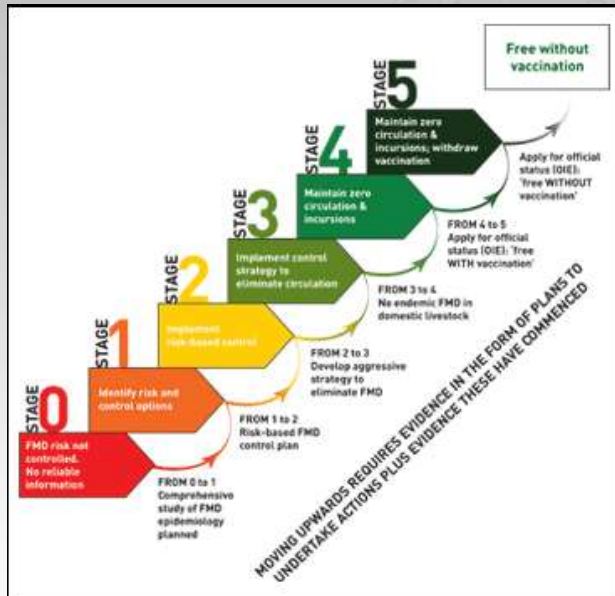 Free without
vaccination
STAGE 5
Maintain zero
circulation &
incursions; withdraw
vaccination
Apply for official
status (OIE):
'free WITHOUT
vaccination'
STAGE 4
Maintain zero
circulation &
incursions
FROM 4 to 5
Apply for official
status (OIE): 'free
WITH vaccination'
STAGE 3
Implement control
strategy to
eliminate circulation
FROM 3 to 4
No endemic FMD in
domestic livestock
STAGE 2
Implement
risk-based control
FROM 2 to 3
Develop aggressive
strategy to
eliminate FMD
STAGE 1
Identify risk and
control options
FROM 1 to 2
Risk-based FMD
control plan
STAGE 0
FMD risk not
controlled.
No reliable
information
FROM 0 to 1
Comprehensive
study of FMD
epidemiology
planned
MOVING UPWARDS REQUIRES EVIDENCE IN THE FORM OF PLANS TO
UNDERTAKE ACTIONS PLUS EVIDENCE THESE HAVE COMMENCED